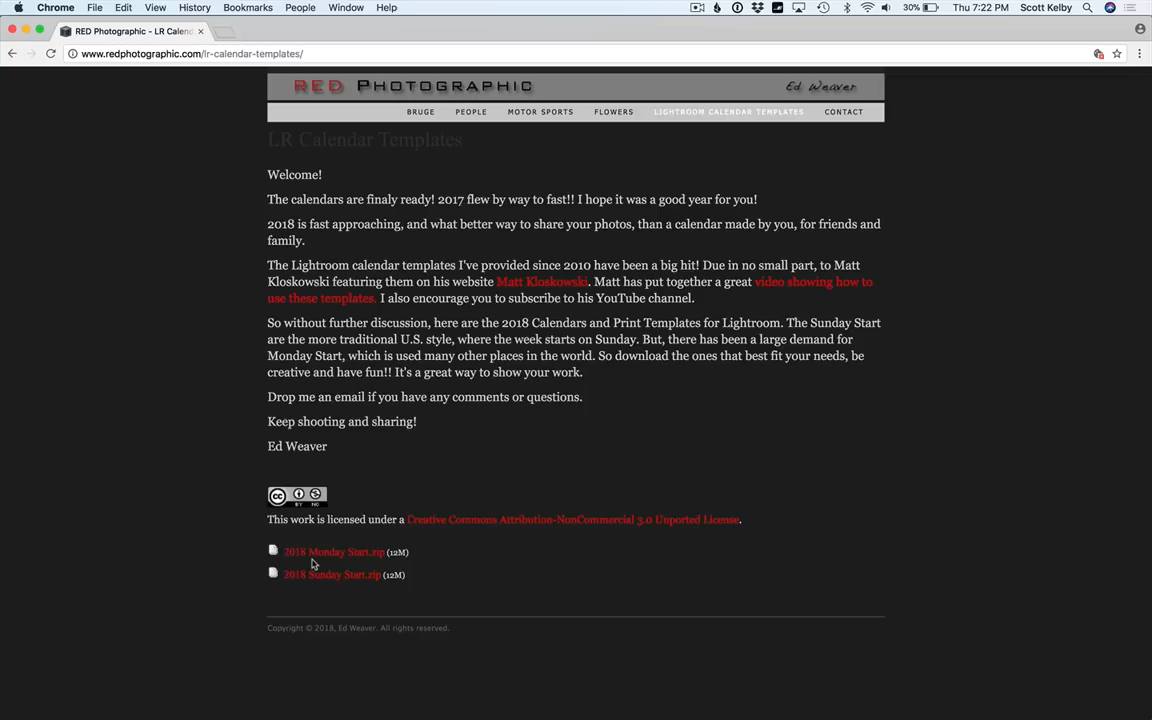 Chrome File Edit View History Bookmarks People Window Help 30% Thu 7:22 PM Scott Kelby
RED Photographic - LR Calend
www.redphotographic.com/lr-calendar-templates/
RED PHOTOGRAPHIC Ed Weaver
BRUGE PEOPLE MOTOR SPORTS FLOWERS LIGHTROOM CALENDAR TEMPLATES CONTACT
LR Calendar Templates
Welcome!
The calendars are finaly ready! 2017 flew by way to fast!! I hope it was a good year for you!
2018 is fast approaching, and what better way to share your photos, than a calendar made by you, for friends and
family.
The Lightroom calendar templates I've provided since 2010 have been a big hit! Due in no small part, to Matt
Kloskowski featuring them on his website Matt Kloskowski. Matt has put together a great video showing how to
use these templates. I also encourage you to subscribe to his YouTube channel.
So without further discussion, here are the 2018 Calendars and Print Templates for Lightroom. The Sunday Start
are the more traditional U.S. style, where the week starts on Sunday. But, there has been a large demand for
Monday Start, which is used many other places in the world. So download the ones that best fit your needs, be
creative and have fun!! It's a great way to show your work.
Drop me an email if you have any comments or questions.
Keep shooting and sharing!
Ed Weaver
cc BY NC
This work is licensed under a Creative Commons Attribution-NonCommercial 3.0 Unported License.
2018 Monday Start.zip (12M)
2018 Sunday Start.zip (12M)
Copyright © 2018, Ed Weaver. All rights reserved.